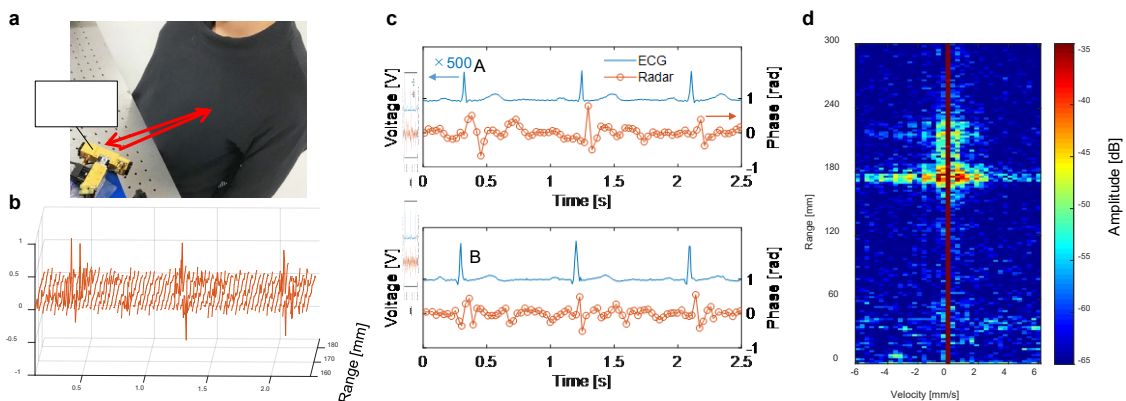 a
b
1
0.5
0
-0.5
-1
0.5
1.0
1.5
2.0
160
170
180
Range [mm]
c
× 500
A
ECG
Radar
Voltage [V]
Phase [rad]
1
0
-1
0
0.5
1
1.5
2
2.5
Time [s]
B
Voltage [V]
Phase [rad]
1
0
-1
0
0.5
1
1.5
2
2.5
Time [s]
d
300
240
180
120
60
0
Range [mm]
-6
-4
-2
0
2
4
6
Velocity [mm/s]
-35
-40
-45
-50
-55
-60
-65
Amplitude [dB]